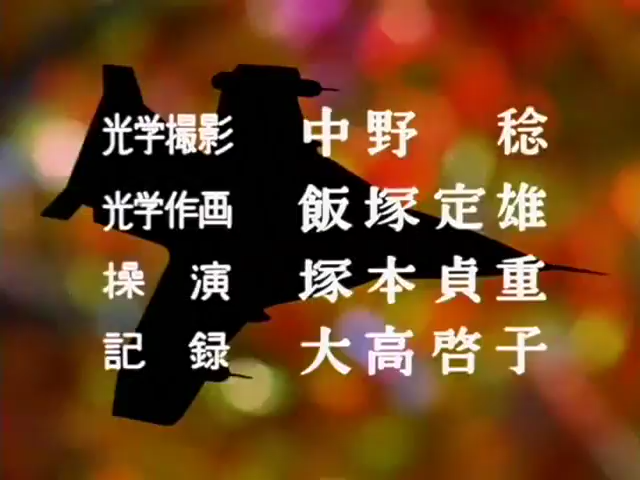 光学撮影 中野 稔
光学作画 飯塚定雄
操演 塚本貞重
記録 大高啓子